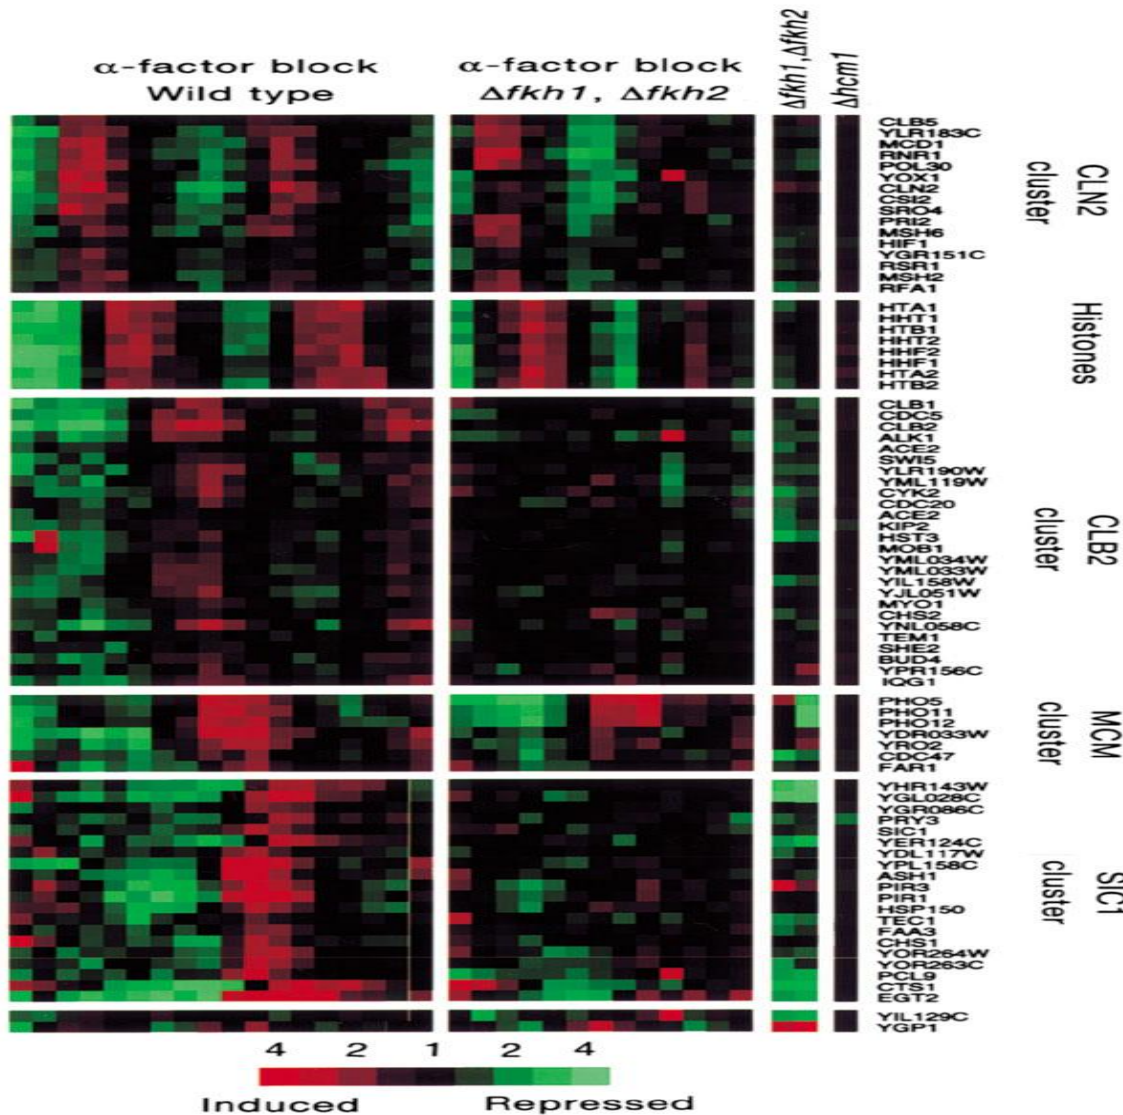 α-factor block
Wild type
α-factor block
Δfkh1, Δfkh2
Δfkh1,Δfkh2
Δhcm1
CLB5
YLR183C
MCD1
RNR1
POL30
YOX1
CLN2
CSI2
SRO4
PRI2
MSH6
HIF1
YGR151C
RSR1
MSH2
RFA1
CLN2
cluster
HTA1
HHT1
HTB1
HHT2
HHF2
HHF1
HTA2
HTB2
Histones
CLB1
CDC5
CLB2
ALK1
ACE2
SWI5
YLR190W
YML119W
CYK2
CDC20
ACE2
KIP2
HST3
MOB1
YML034W
YML033W
YIL158W
YJL051W
MYO1
CHS2
YNL058C
TEM1
SHE2
BUD4
YPR156C
IQG1
CLB2
cluster
PHO5
PHO11
PHO12
YDR033W
YRO2
CDC47
FAR1
MCM
cluster
YHR143W
YGL028C
YGR086C
PRY3
SIC1
YER124C
YDL117W
YPL158C
ASH1
PIR3
PIR1
HSP150
TEC1
FAA3
CHS1
YOR264W
YOR263C
PCL9
CTS1
EGT2
SIC1
cluster
YIL129C
YGP1
4 2 1 2 4
Induced Repressed